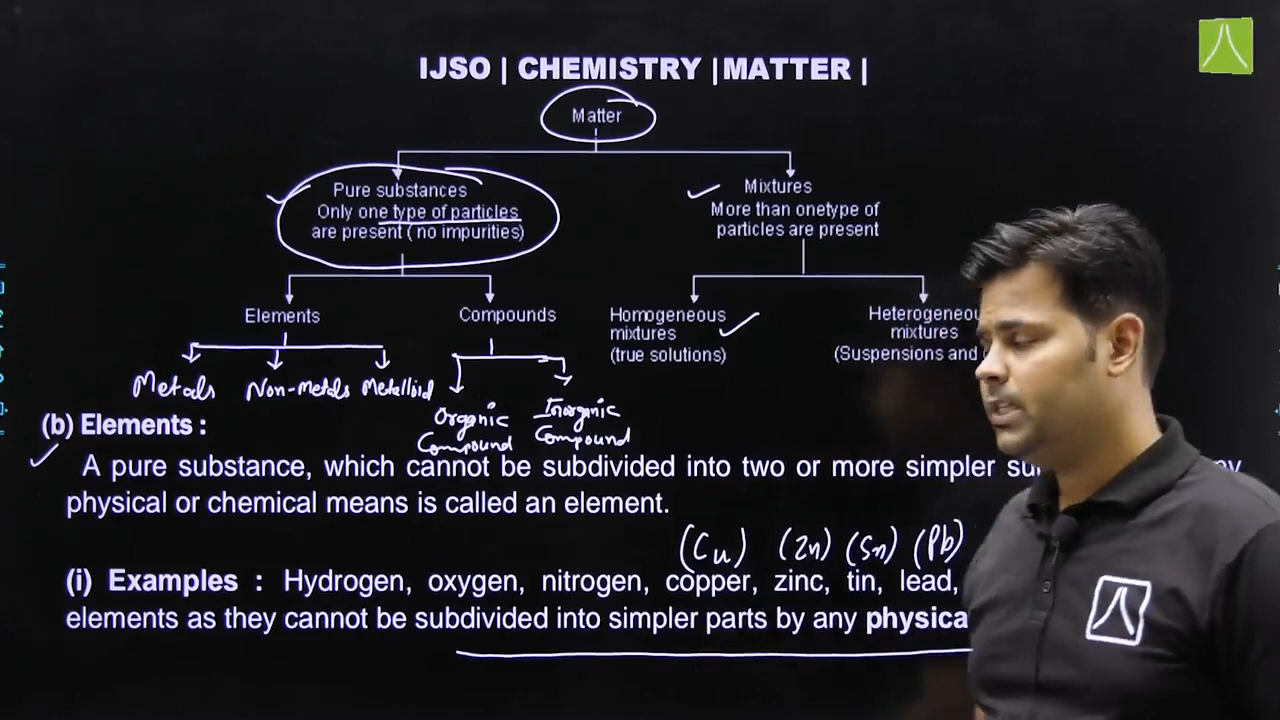 IJSO | CHEMISTRY | MATTER |
Matter
Pure substances
Only one type of particles
are present ( no impurities)
Mixtures
More than onetype of
particles are present
Elements
Compounds
Homogeneous
mixtures
(true solutions)
Heterogeneou
mixtures
(Suspensions and
Metals Non-metals Metalloid
Organic
Compound
Inorganic
Compound
(b) Elements :
A pure substance, which cannot be subdivided into two or more simpler
physical or chemical means is called an element.
(Cu) (Zn) (Sn) (Pb)
(i) Examples : Hydrogen, oxygen, nitrogen, copper, zinc, tin, lead,
elements as they cannot be subdivided into simpler parts by any physica